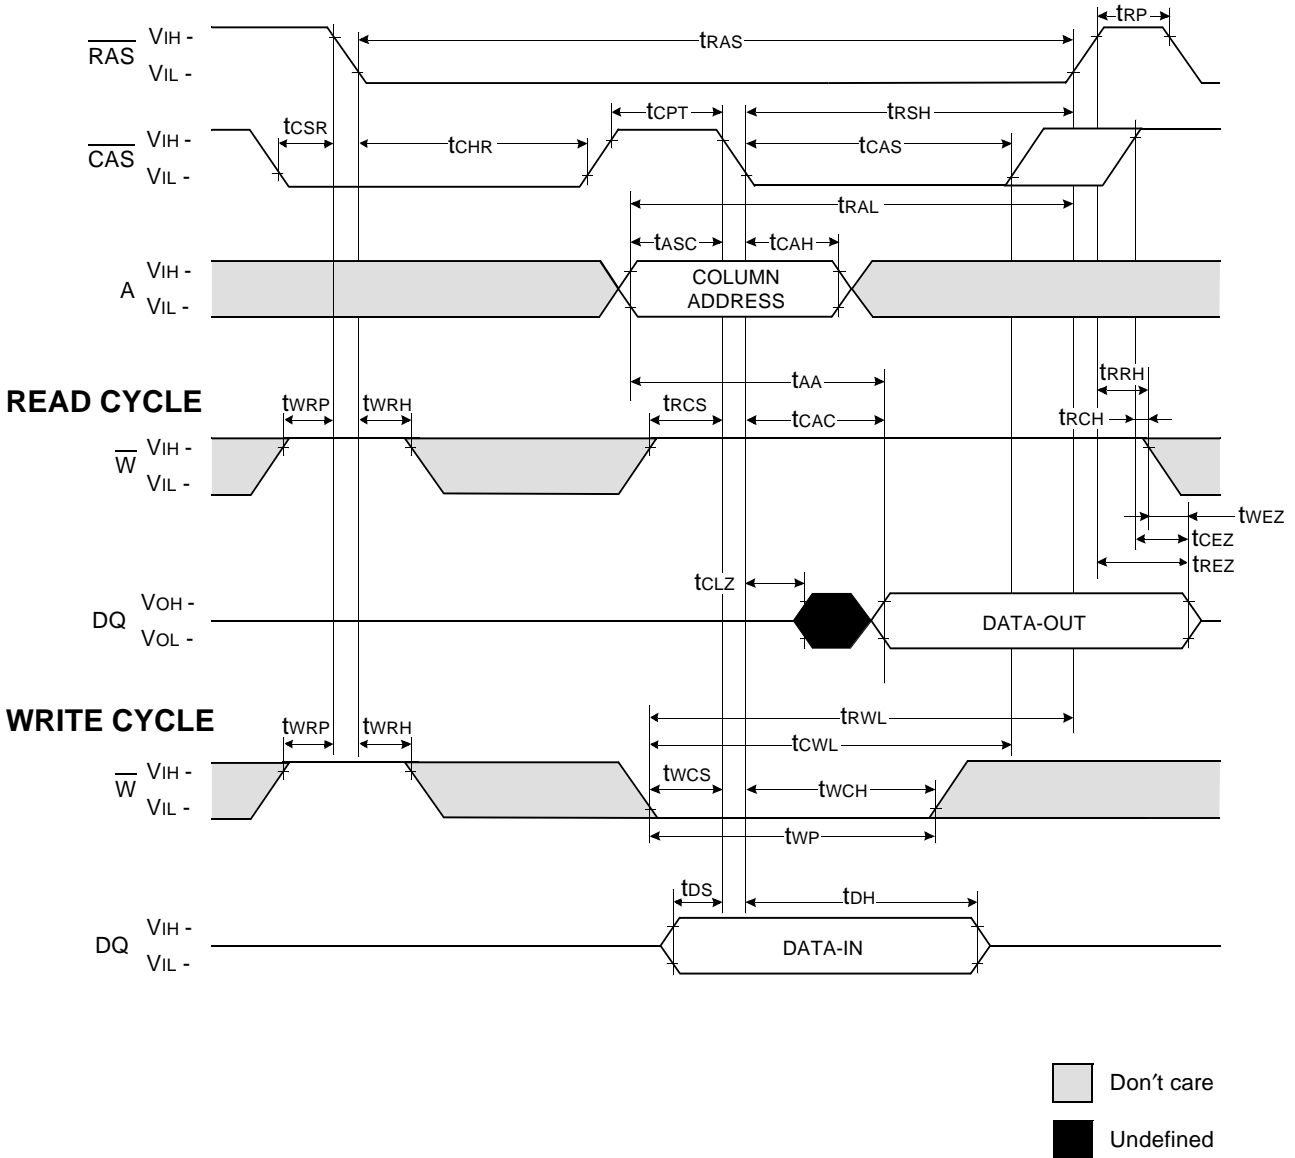 tRP
RAS VIH -
tRAS
VIL -
tCPT tRSH
tCSR
CAS VIH -
tCHR tCAS
VIL -
tRAL
tASC tCAH
A VIH -
VIL -
COLUMN
ADDRESS
tAA tRRH
READ CYCLE
tWRP tWRH tRCS tCAC tRCH
W VIH -
VIL -
tWEZ
tCEZ
tREZ
tCLZ
DQ VOH -
VOL -
DATA-OUT
WRITE CYCLE
tWRP tWRH tRWL
tCWL
W VIH -
VIL -
tWCS tWCH
tWP
tDS tDH
DQ VIH -
VIL -
DATA-IN
Don′t care
Undefined